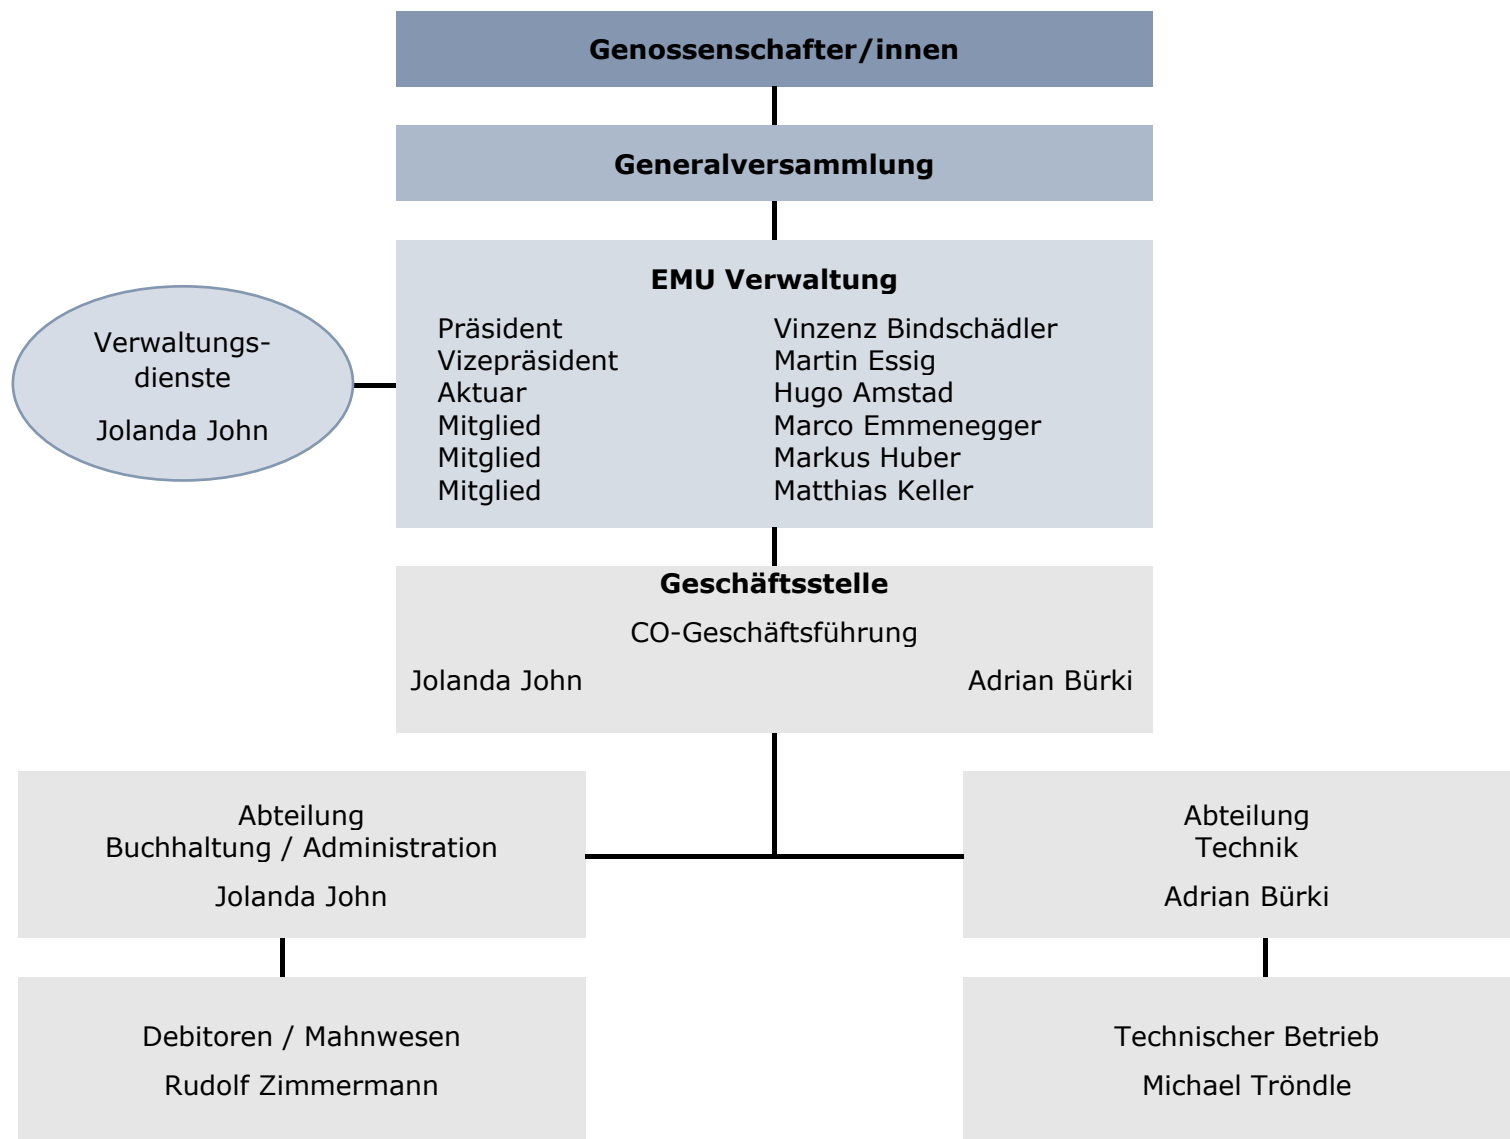 Genossenschafter/innen
Generalversammlung
EMU Verwaltung
Präsident Vinzenz Bindschädler
Vizepräsident Martin Essig
Aktuar Hugo Amstad
Mitglied Marco Emmenegger
Mitglied Markus Huber
Mitglied Matthias Keller
Verwaltungs-
dienste
Jolanda John
Geschäftsstelle
CO-Geschäftsführung
Jolanda John Adrian Bürki
Abteilung
Buchhaltung / Administration
Jolanda John
Abteilung
Technik
Adrian Bürki
Debitoren / Mahnwesen
Rudolf Zimmermann
Technischer Betrieb
Michael Tröndle